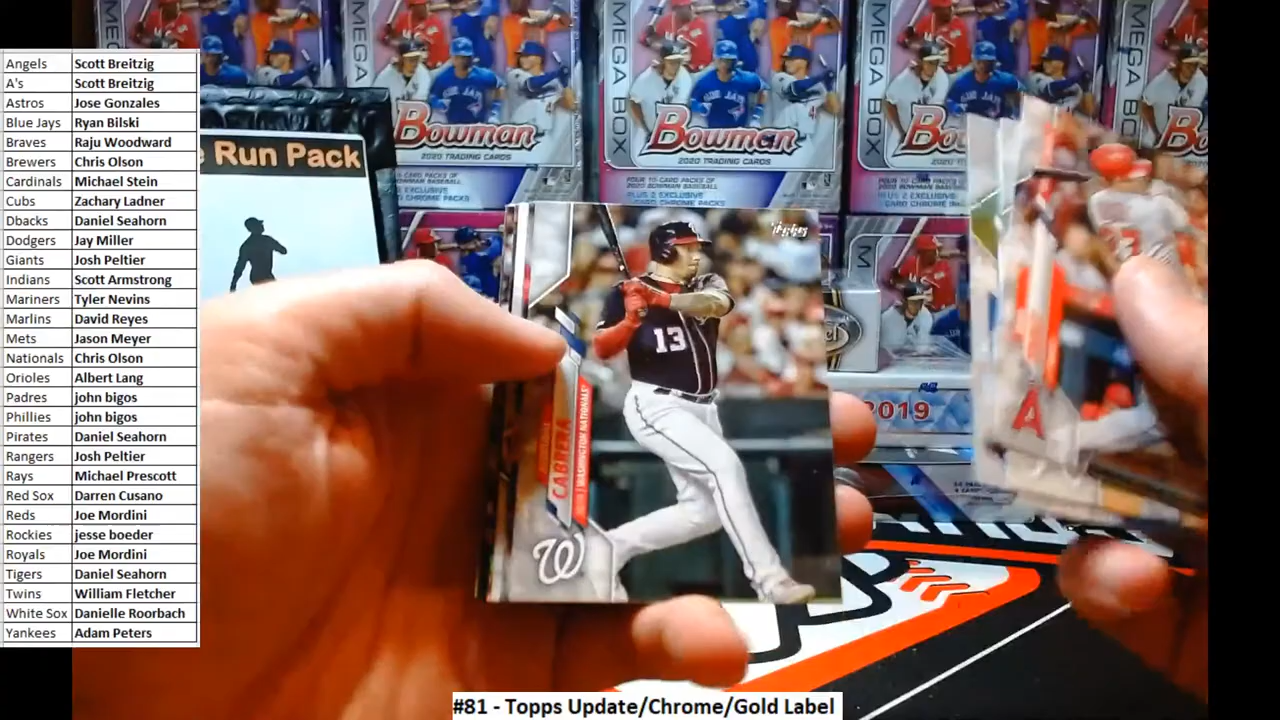 Angels Scott Breitzig
A's Scott Breitzig
Astros Jose Gonzales
Blue Jays Ryan Bilski
Braves Raju Woodward
Brewers Chris Olson
Cardinals Michael Stein
Cubs Zachary Ladner
Dbacks Daniel Seahorn
Dodgers Jay Miller
Giants Josh Peltier
Indians Scott Armstrong
Mariners Tyler Nevins
Marlins David Reyes
Mets Jason Meyer
Nationals Chris Olson
Orioles Albert Lang
Padres john bigos
Phillies john bigos
Pirates Daniel Seahorn
Rangers Josh Peltier
Rays Michael Prescott
Red Sox Darren Cusano
Reds Joe Mordini
Rockies jesse boeder
Royals Joe Mordini
Tigers Daniel Seahorn
Twins William Fletcher
White Sox Danielle Roorbach
Yankees Adam Peters
Run Pack
MEGA BOX
Bowman
2020 TRADING CARDS
MEGA BOX
Bowman
2020 TRADING CARDS
MEGA BOX
Bo
Topps
13
CABRERA
WASHINGTON NATIONALS
W
A
2019
#81 - Topps Update/Chrome/Gold Label